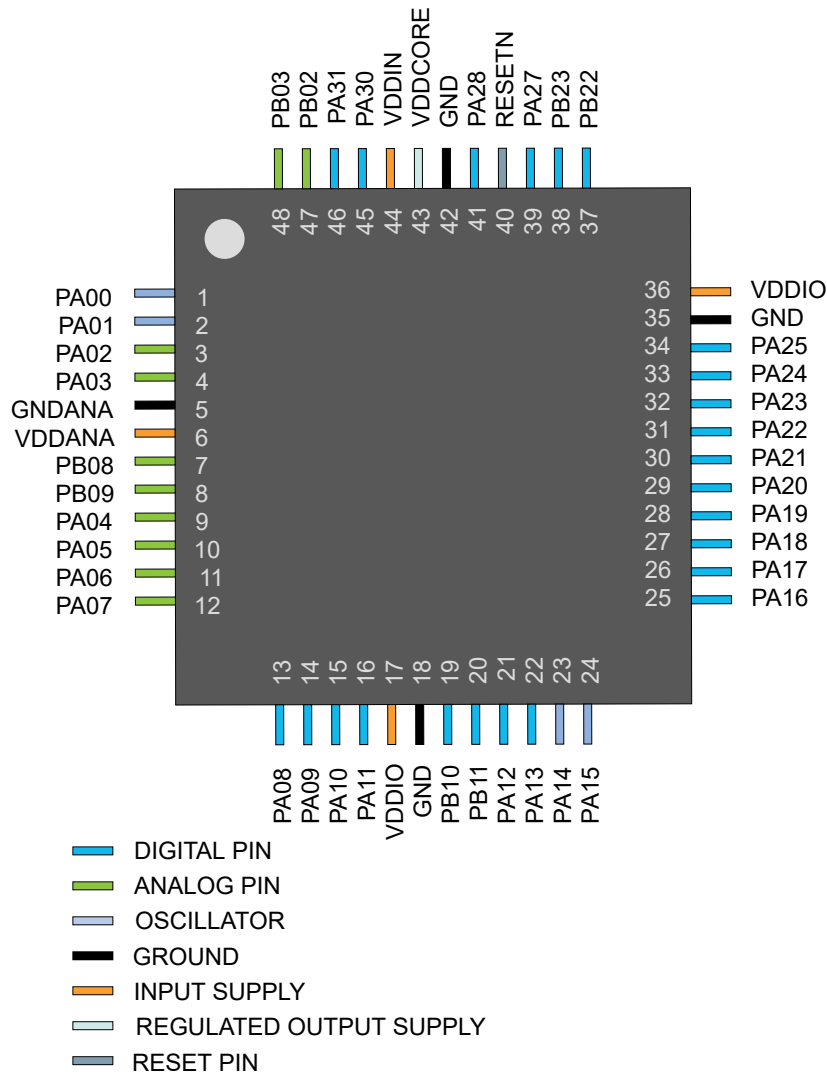 PB03
PB02
PA31
PA30
VDDIN
VDDCORE
GND
PA28
RESETN
PA27
PB23
PB22
48
47
46
45
44
43
42
41
40
39
38
37
PA00 1
PA01 2
PA02 3
PA03 4
GNDANA 5
VDDANA 6
PB08 7
PB09 8
PA04 9
PA05 10
PA06 11
PA07 12
36 VDDIO
35 GND
34 PA25
33 PA24
32 PA23
31 PA22
30 PA21
29 PA20
28 PA19
27 PA18
26 PA17
25 PA16
13
14
15
16
17
18
19
20
21
22
23
24
PA08
PA09
PA10
PA11
VDDIO
GND
PB10
PB11
PA12
PA13
PA14
PA15
DIGITAL PIN
ANALOG PIN
OSCILLATOR
GROUND
INPUT SUPPLY
REGULATED OUTPUT SUPPLY
RESET PIN